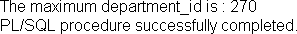 The maximum department_id is : 270
PL/SQL procedure successfully completed.